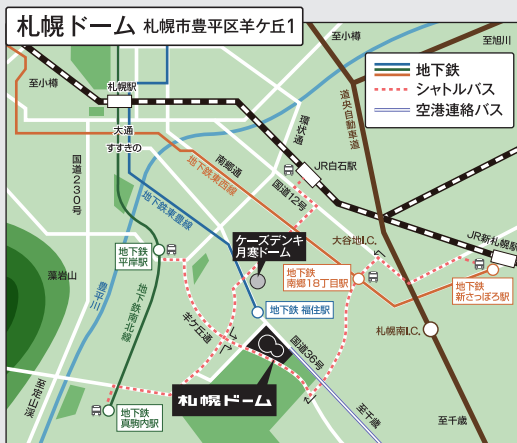 札幌ドーム 札幌市豊平区羊ケ丘1
至小樽
至旭川
地下鉄
シャトルバス
空港連絡バス
至小樽
札幌駅
大通
すすきの
環状通
道央自動車道
国道230号
南郷通
地下鉄東西線
JR白石駅
国道12号
地下鉄東豊線
ケーズデンキ
月寒ドーム
大谷地I.C.
JR新札幌駅
地下鉄
平岸駅
地下鉄
南郷18丁目駅
地下鉄
新さっぽろ駅
藻岩山
豊平川
地下鉄南北線
羊ケ丘通
地下鉄 福住駅
札幌南I.C.
国道36号
札幌ドーム
至定山渓
地下鉄
真駒内駅
至千歳
至千歳